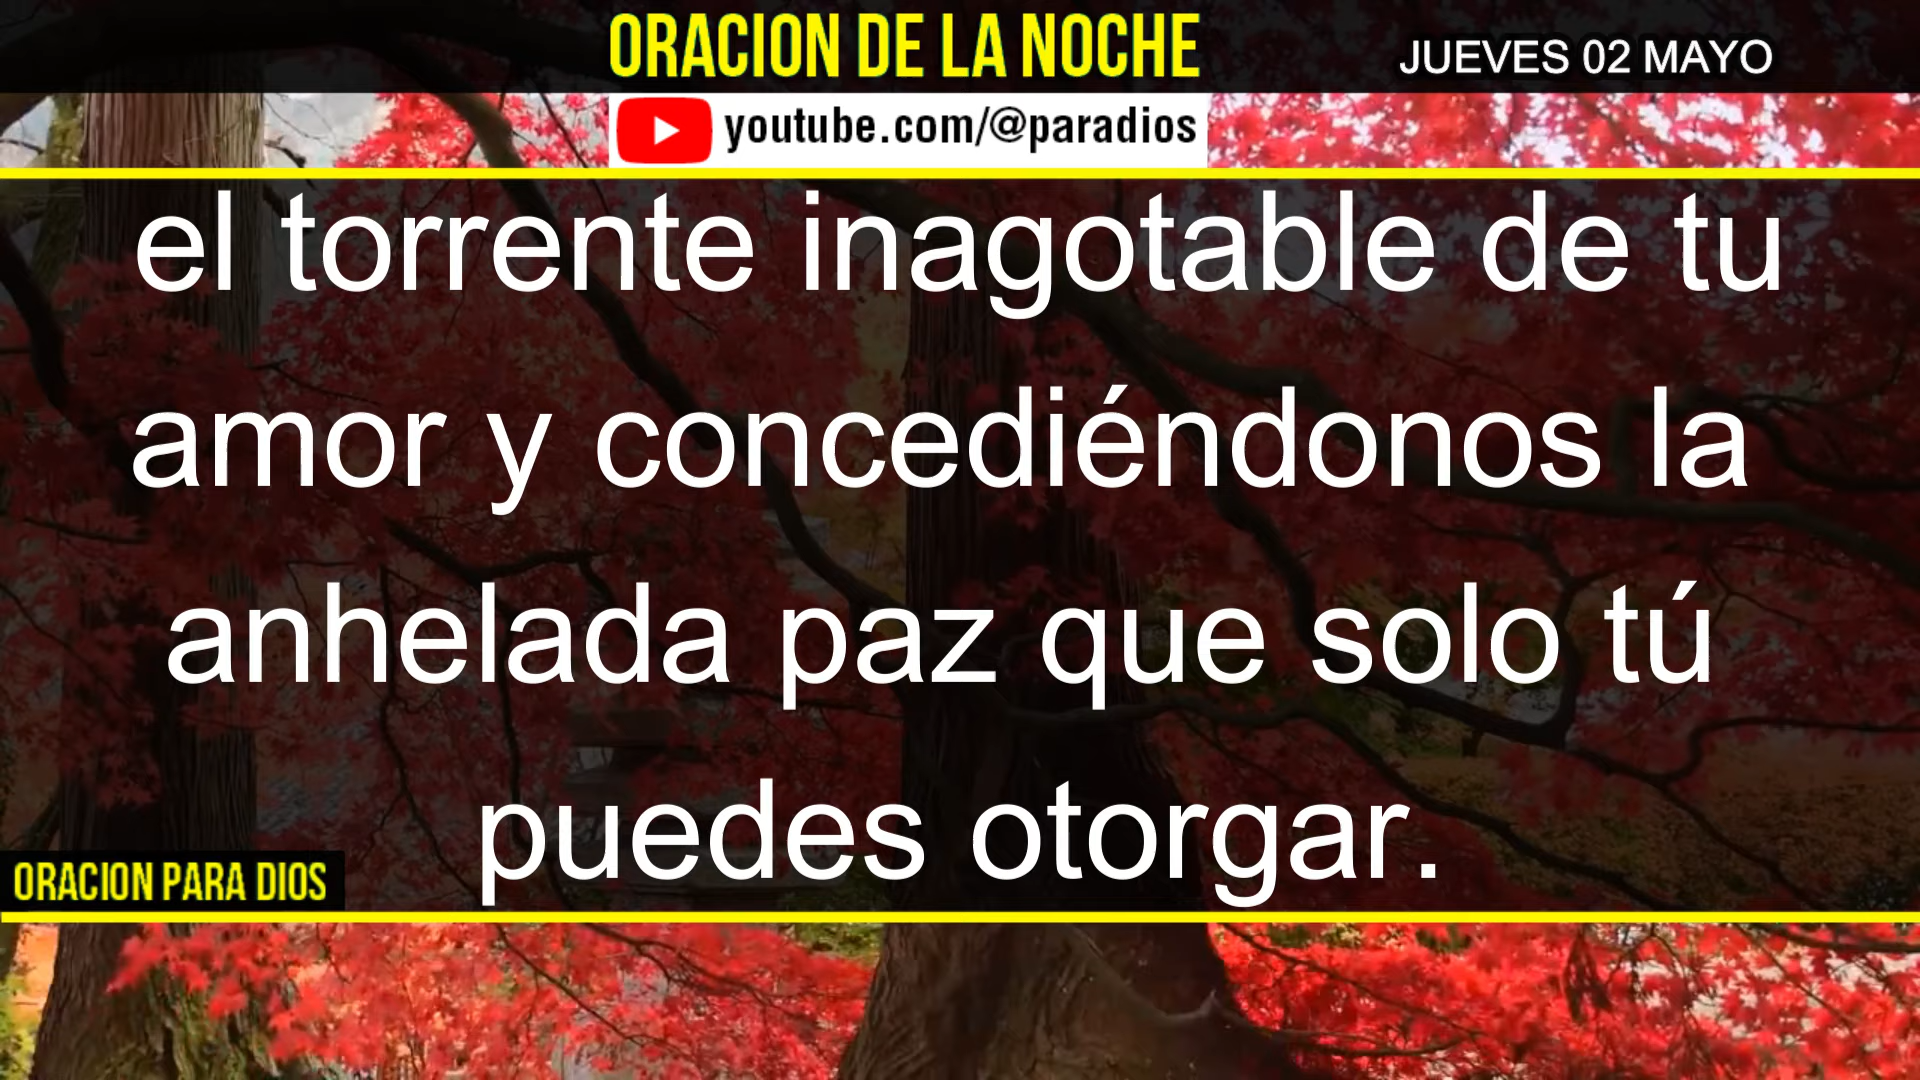 ORACION DE LA NOCHE
JUEVES 02 MAYO
youtube.com/@paradios
el torrente inagotable de tu
amor y concediéndonos la
anhelada paz que solo tú
puedes otorgar.
ORACION PARA DIOS